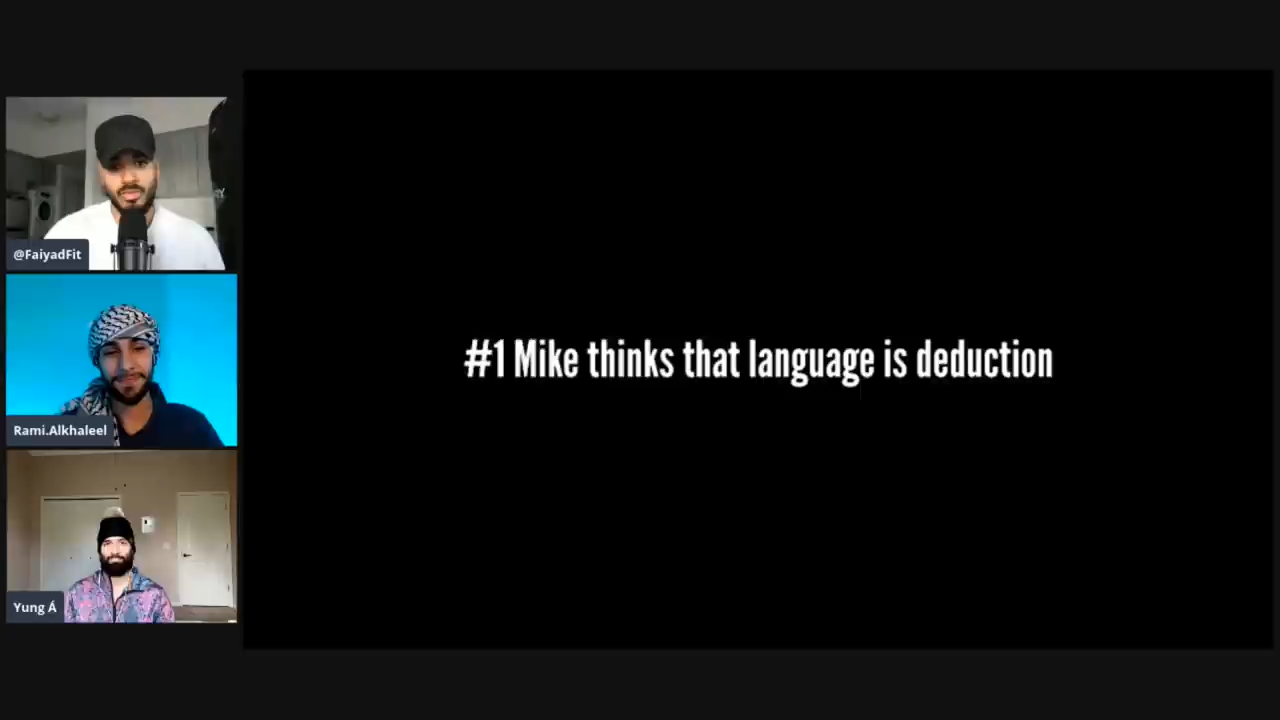 @FaiyadFit
Rami.Alkhaleel
Yung Á
#1 Mike thinks that language is deduction